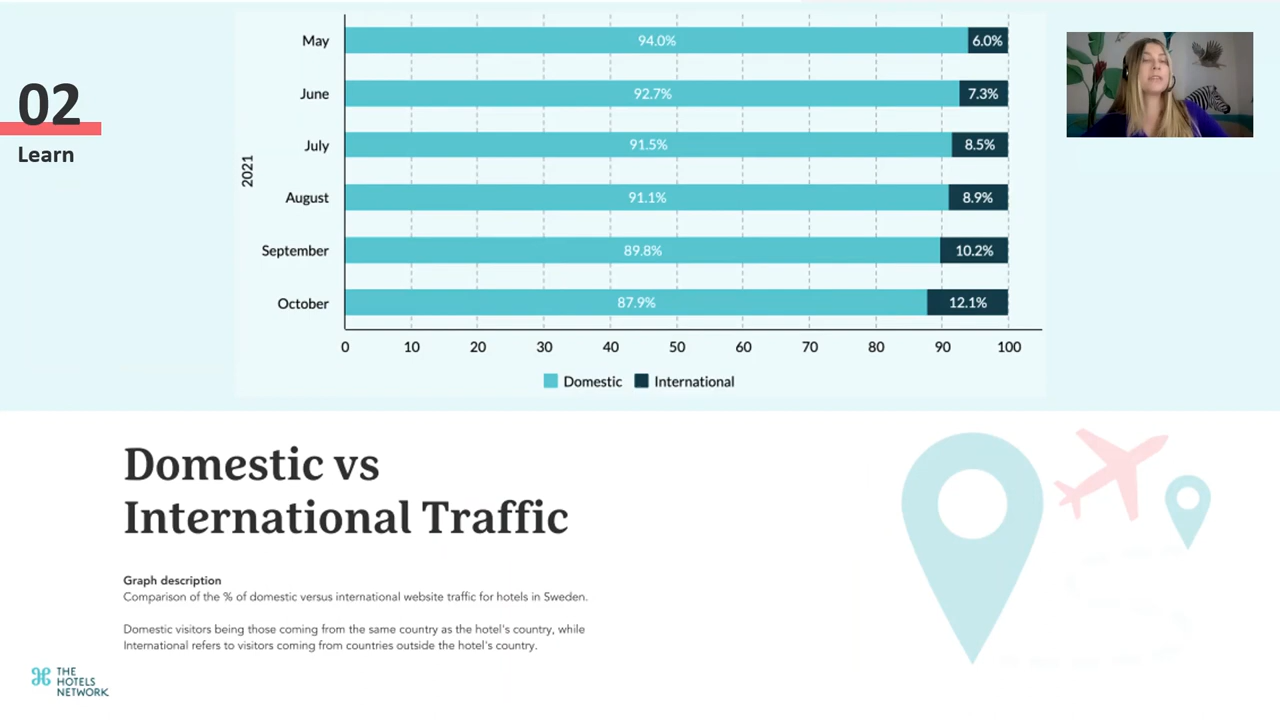 02
Learn
2021
May 94.0% 6.0%
June 92.7% 7.3%
July 91.5% 8.5%
August 91.1% 8.9%
September 89.8% 10.2%
October 87.9% 12.1%
0 10 20 30 40 50 60 70 80 90 100
Domestic International
Domestic vs
International Traffic
Graph description
Comparison of the % of domestic versus international website traffic for hotels in Sweden.
Domestic visitors being those coming from the same country as the hotel's country, while
International refers to visitors coming from countries outside the hotel's country.
THE
HOTELS
NETWORK